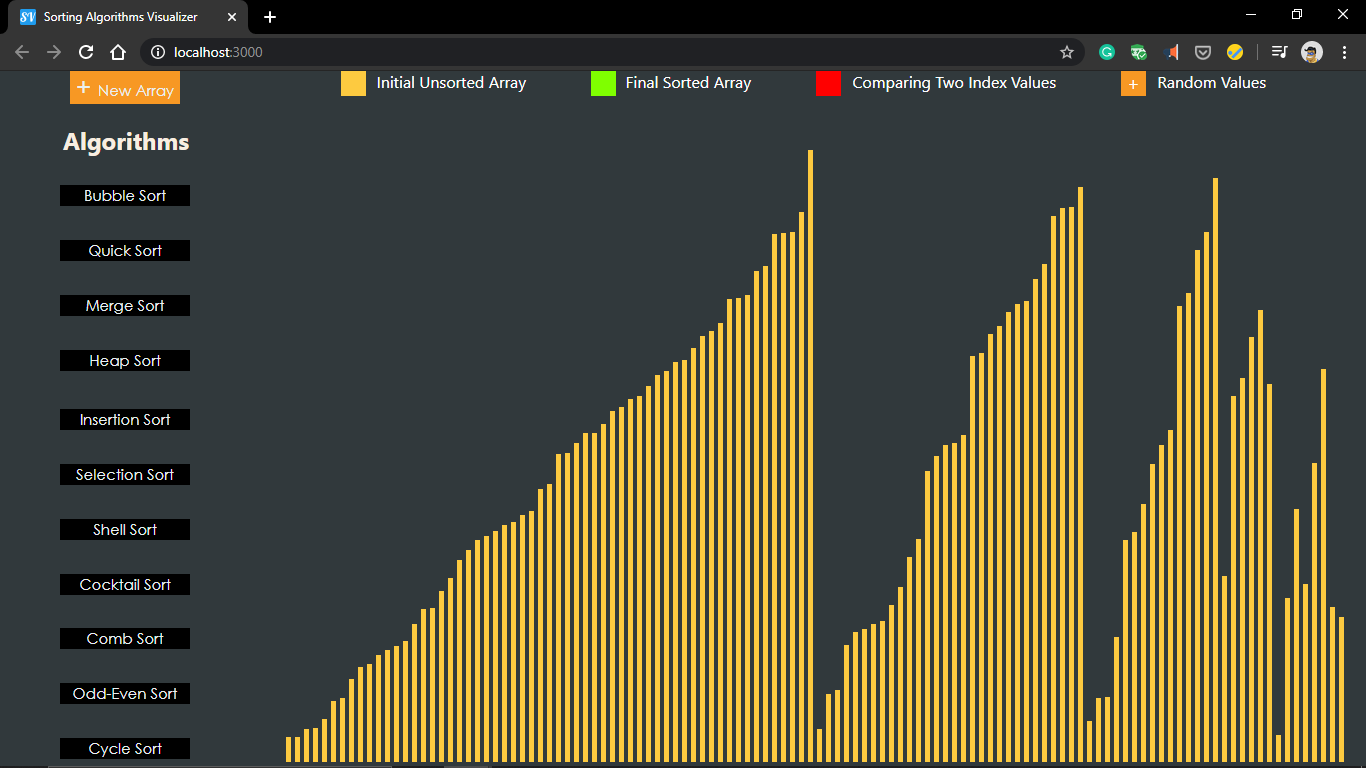 SV Sorting Algorithms Visualizer
localhost:3000
+ New Array
Initial Unsorted Array
Final Sorted Array
Comparing Two Index Values
+ Random Values
Algorithms
Bubble Sort
Quick Sort
Merge Sort
Heap Sort
Insertion Sort
Selection Sort
Shell Sort
Cocktail Sort
Comb Sort
Odd-Even Sort
Cycle Sort